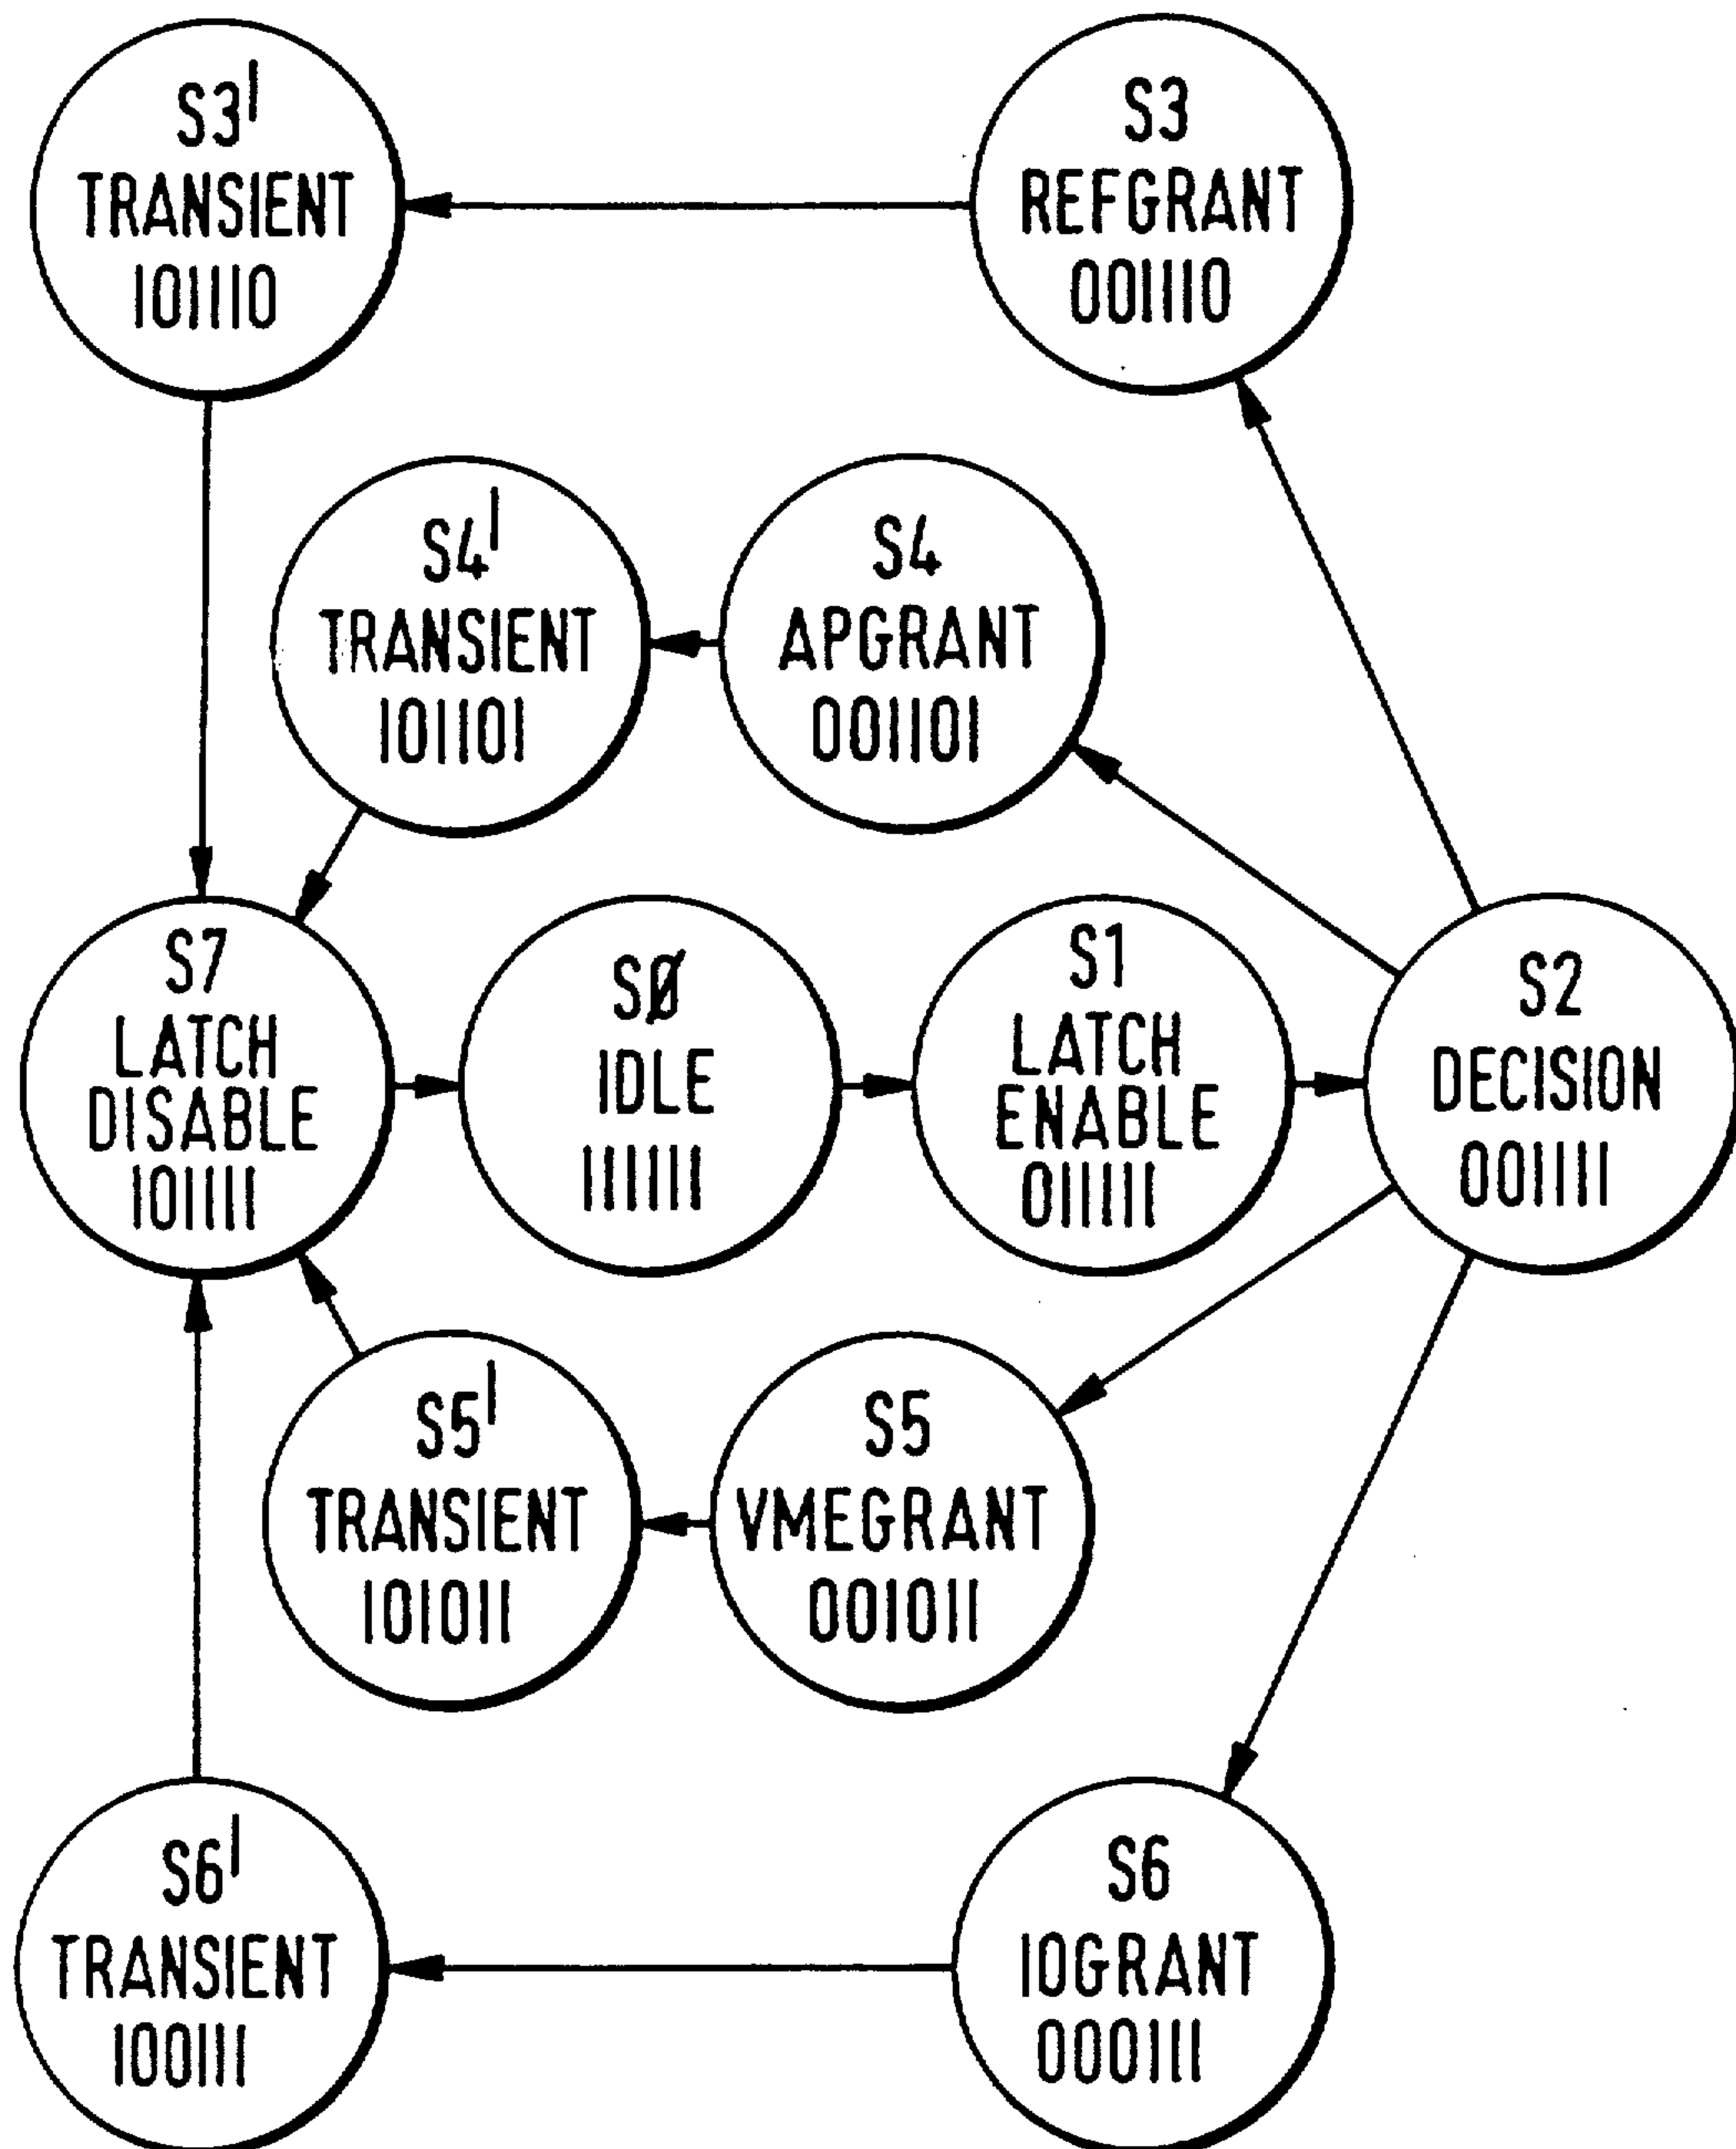 S3'
TRANSIENT
101110
S3
REFGRANT
001110
S4'
TRANSIENT
101101
S4
APGRANT
001101
S7
LATCH
DISABLE
101111
SØ
IDLE
111111
S1
LATCH
ENABLE
011111
S2
DECISION
001111
S5'
TRANSIENT
101011
S5
VMEGRANT
001011
S6'
TRANSIENT
100111
S6
IOGRANT
000111